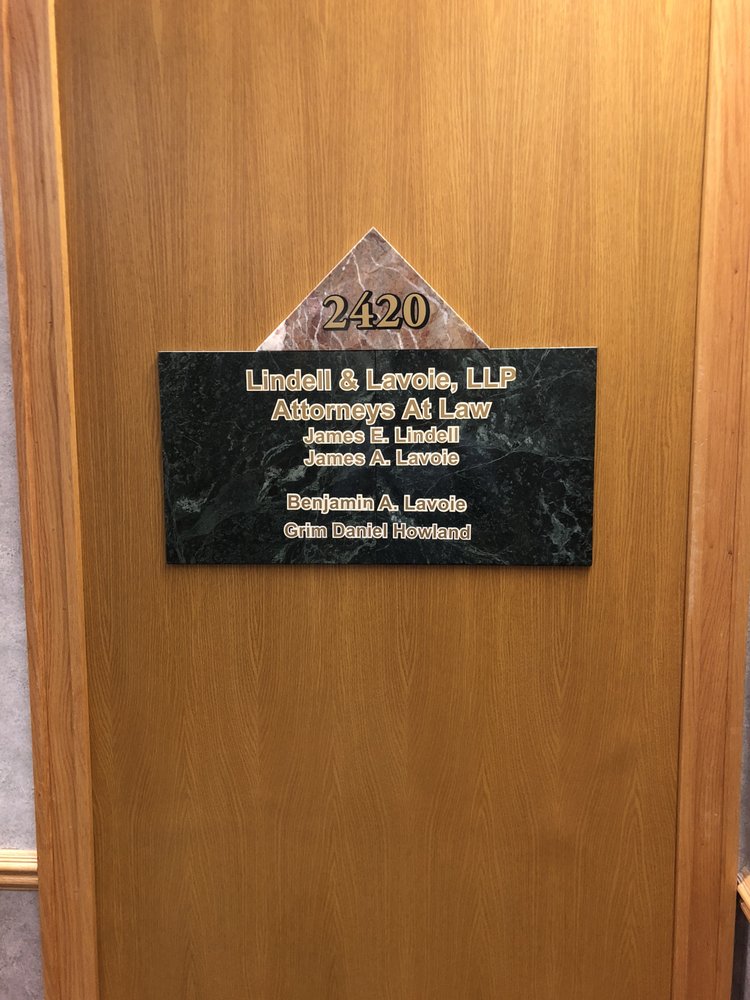 2420
Lindell & Lavoie, LLP
Attorneys At Law
James E. Lindell
James A. Lavoie
Benjamin A. Lavoie
Grim Daniel Howland